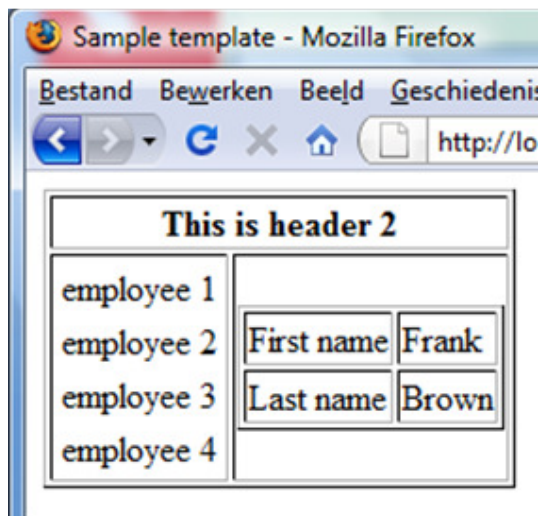 Sample template - Mozilla Firefox
Bestand Bewerken Beeld Geschiedenis
http://lo
This is header 2
employee 1
employee 2
employee 3
employee 4
First name Frank
Last name Brown